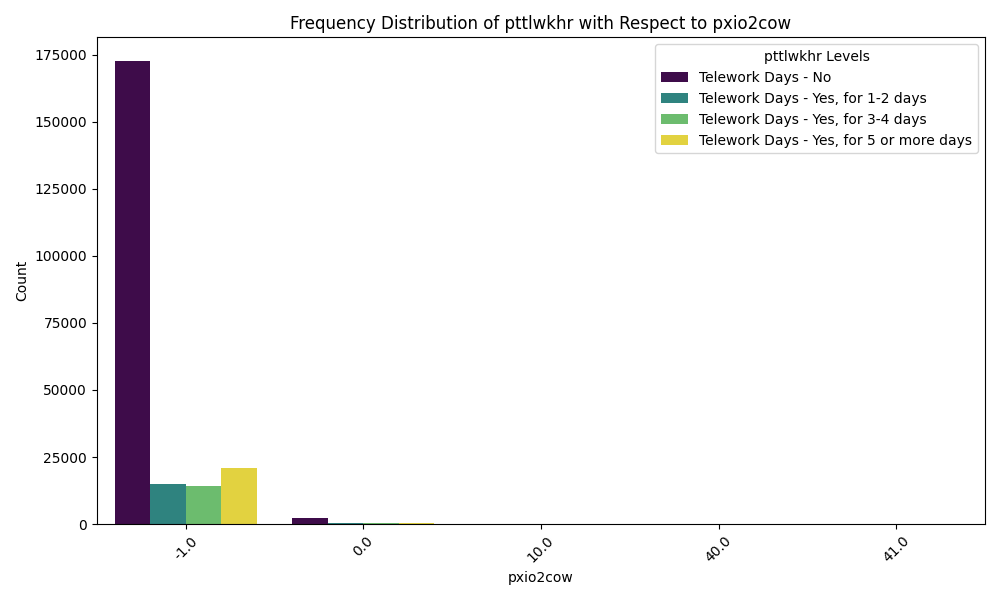 Frequency Distribution of pttlwkhr with Respect to pxio2cow
pttlwkhr Levels
Telework Days - No
Telework Days - Yes, for 1-2 days
Telework Days - Yes, for 3-4 days
Telework Days - Yes, for 5 or more days
175000
150000
125000
100000
75000
50000
25000
0
Count
-1.0
0.0
10.0
40.0
41.0
pxio2cow